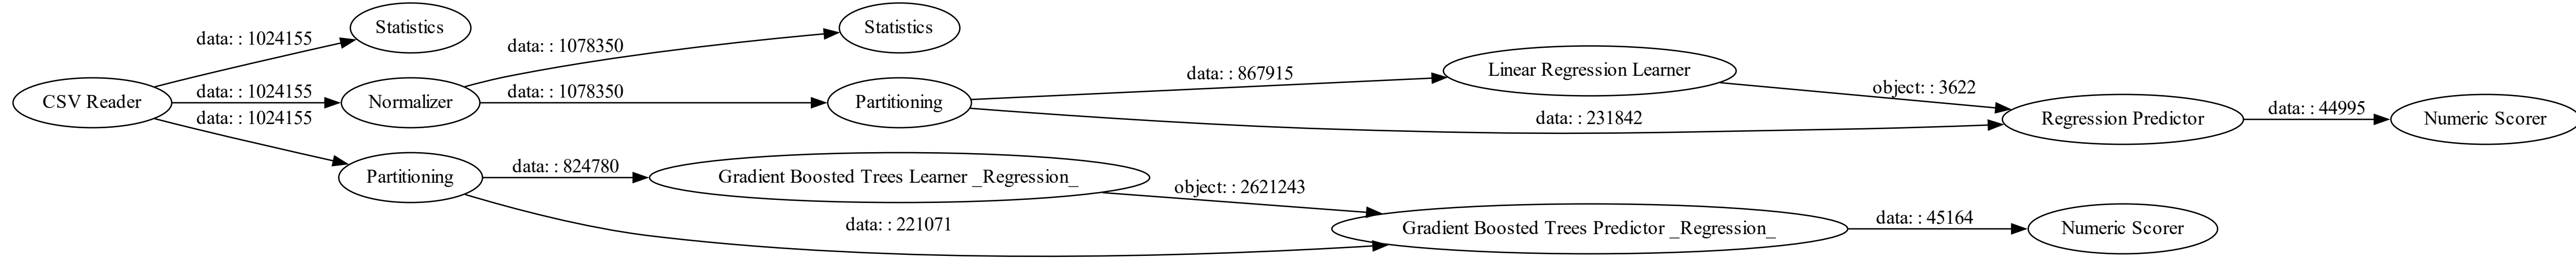 Statistics
Statistics
data: : 1024155
data: : 1078350
CSV Reader
data: : 1024155
Normalizer
data: : 1078350
Partitioning
data: : 867915
Linear Regression Learner
object: : 3622
data: : 231842
Regression Predictor
data: : 44995
Numeric Scorer
data: : 1024155
Partitioning
data: : 824780
Gradient Boosted Trees Learner _Regression_
object: : 2621243
data: : 221071
Gradient Boosted Trees Predictor _Regression_
data: : 45164
Numeric Scorer